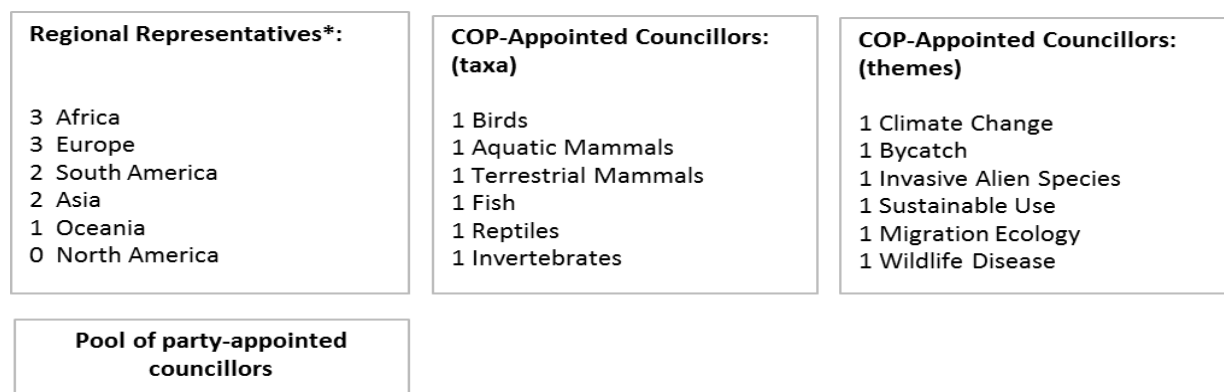 Regional Representatives*:
3 Africa
3 Europe
2 South America
2 Asia
1 Oceania
0 North America
COP-Appointed Councillors:
(taxa)
1 Birds
1 Aquatic Mammals
1 Terrestrial Mammals
1 Fish
1 Reptiles
1 Invertebrates
COP-Appointed Councillors:
(themes)
1 Climate Change
1 Bycatch
1 Invasive Alien Species
1 Sustainable Use
1 Migration Ecology
1 Wildlife Disease
Pool of party-appointed
councillors